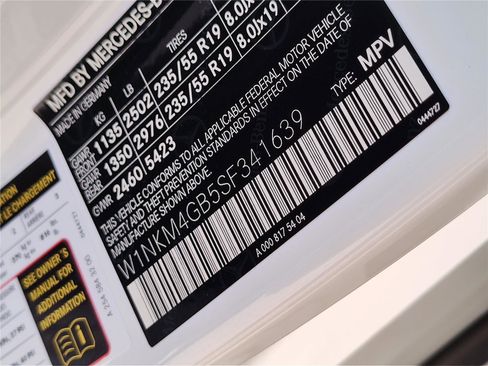 MFD BY MERCEDES-B
MADE IN GERMANY
KG LB TIRES
GAWR FRONT 1135 2502 235/55 R19 8.0Jx19
GAWR 1350 2976 235/55 R19 8.0Jx19
GVWR 2460 5423
THIS VEHICLE CONFORMS TO ALL APPLICABLE FEDERAL MOTOR VEHICLE
SAFETY AND THEFT PREVENTION STANDARDS IN EFFECT ON THE DATE OF
MANUFACTURE SHOWN ABOVE.
W1NKM4GB5SF341639 TYPE: MPV
A 000 817 54 04
0444717
LE CHARGEMENT
SEE OWNER'S
MANUAL FOR
ADDITIONAL
INFORMATION